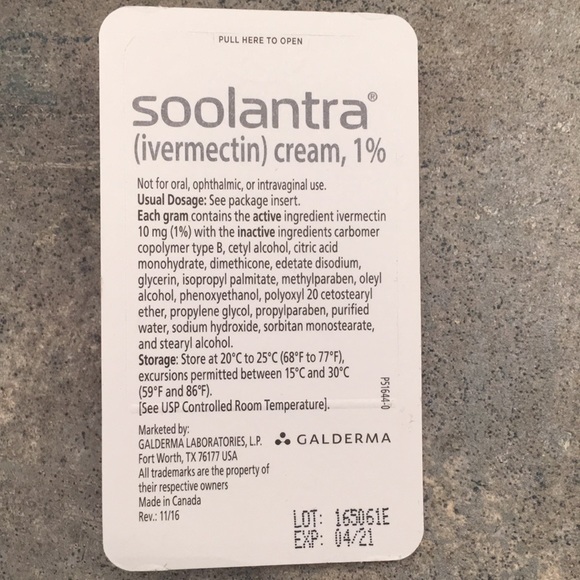 PULL HERE TO OPEN
soolantra®
(ivermectin) cream, 1%
Not for oral, ophthalmic, or intravaginal use.
Usual Dosage: See package insert.
Each gram contains the active ingredient ivermectin
10 mg (1%) with the inactive ingredients carbomer
copolymer type B, cetyl alcohol, citric acid
monohydrate, dimethicone, edetate disodium,
glycerin, isopropyl palmitate, methylparaben, oleyl
alcohol, phenoxyethanol, polyoxyl 20 cetostearyl
ether, propylene glycol, propylparaben, purified
water, sodium hydroxide, sorbitan monostearate,
and stearyl alcohol.
Storage: Store at 20°C to 25°C (68°F to 77°F),
excursions permitted between 15°C and 30°C
(59°F and 86°F).
[See USP Controlled Room Temperature].
P51644-0
Marketed by:
GALDERMA LABORATORIES, L.P.
Fort Worth, TX 76177 USA
All trademarks are the property of
their respective owners
Made in Canada
Rev.: 11/16
GALDERMA
LOT: 165061E
EXP: 04/21